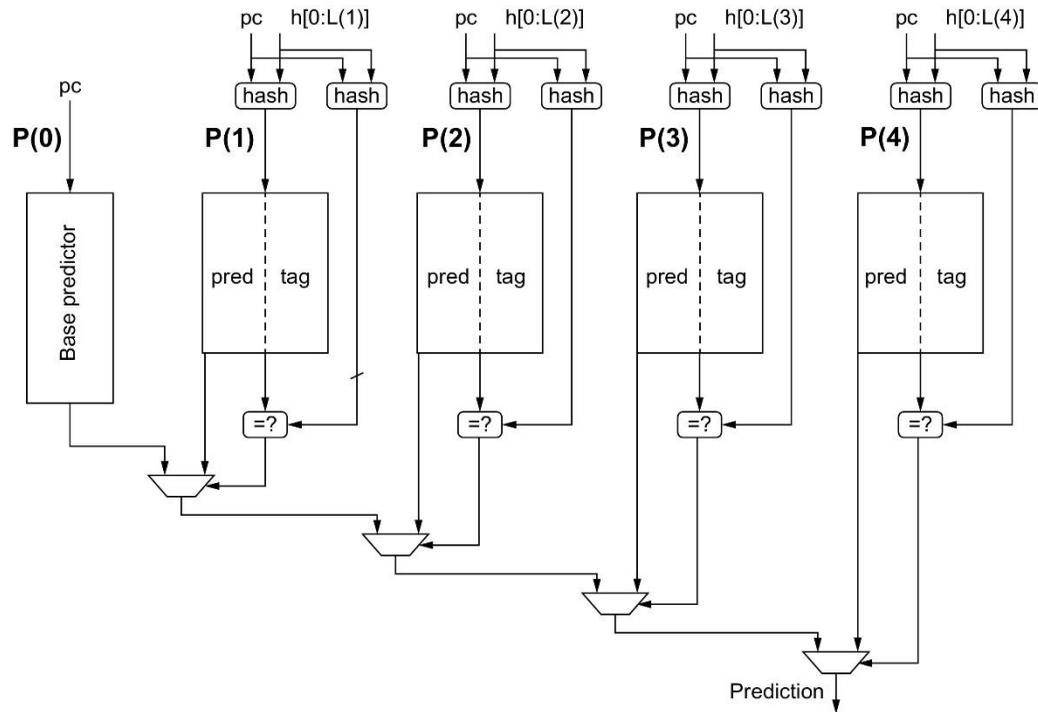 pc h[0:L(1)] pc h[0:L(2)] pc h[0:L(3)] pc h[0:L(4)]
pc
hash hash hash hash hash hash hash hash
P(0) P(1) P(2) P(3) P(4)
Base predictor
pred tag pred tag pred tag pred tag
=? =? =? =?
Prediction